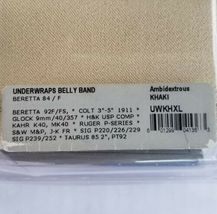 UNDERWRAPS BELLY BAND
BERETTA 84 / F
Ambidextrous
KHAKI
UWKHXL
BERETTA 92F/FS, * COLT 3"-5" 1911 *
GLOCK 9mm/40/357 * H&K USP COMP *
KAHR K40, MK40 * RUGER P-SERIES *
S&W M&P, J-K FR * SIG P220/226/229
SIG P239/252 * TAURUS 85 2", PT92